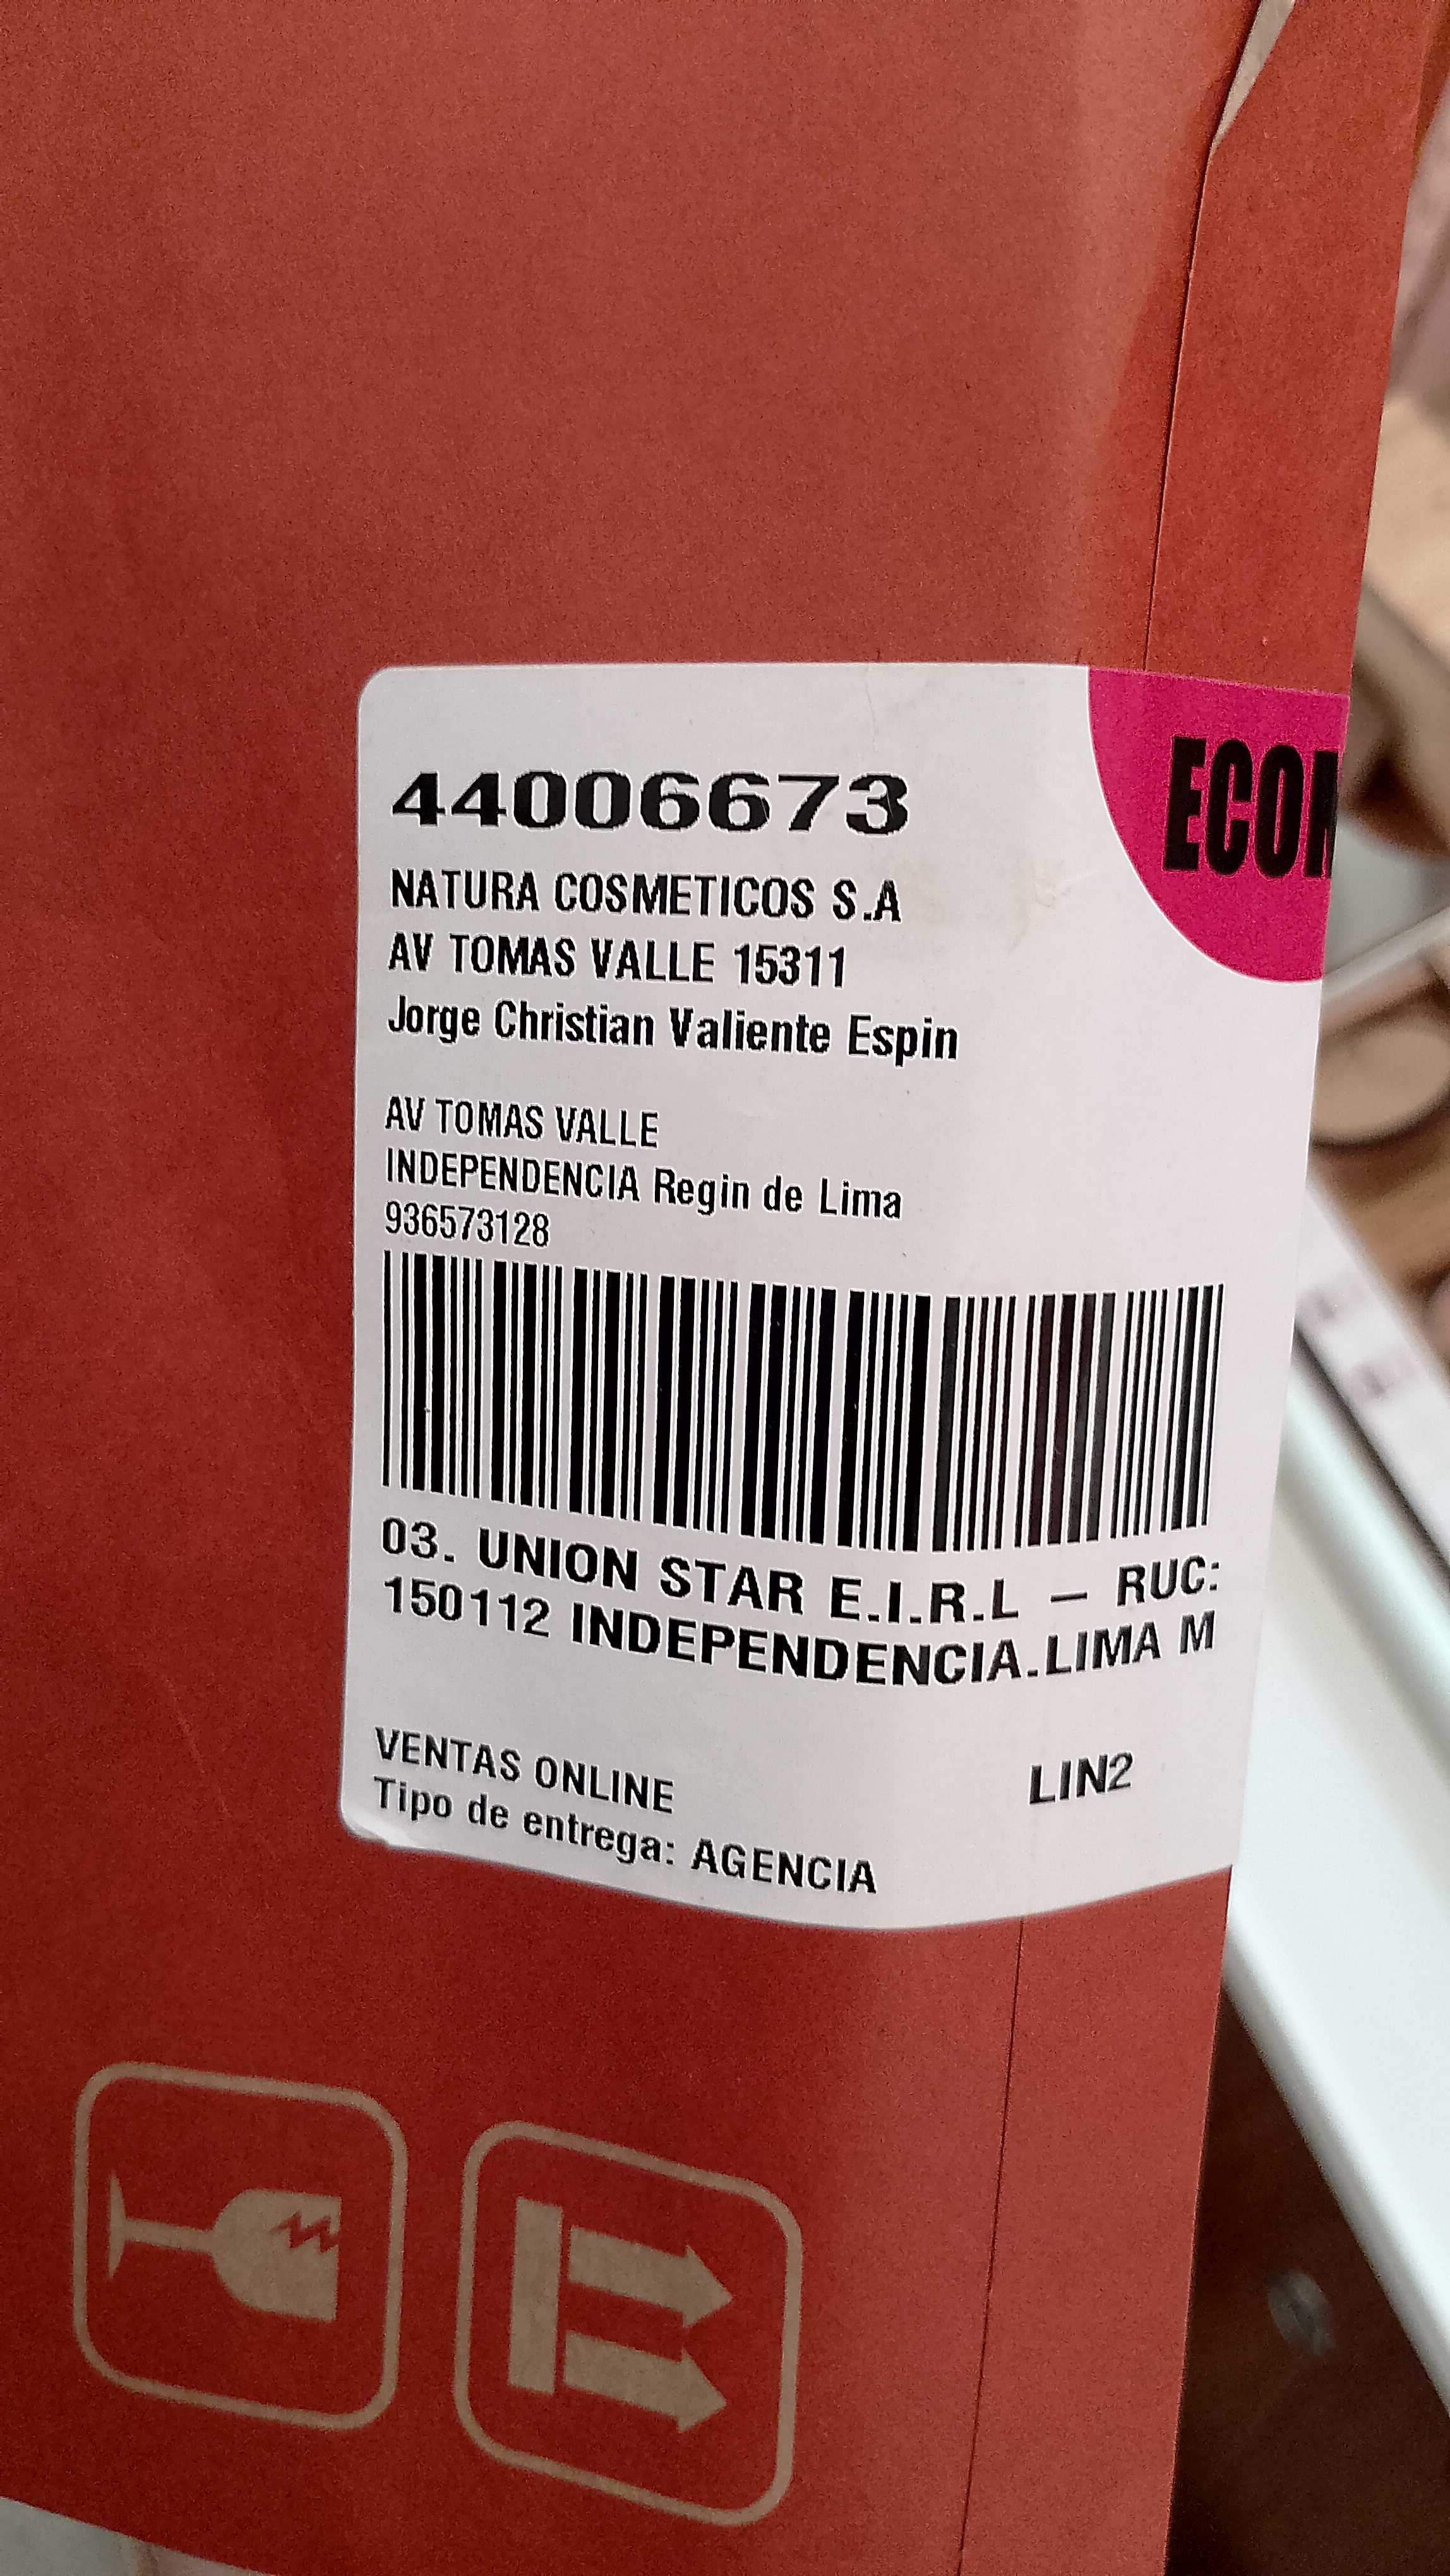 ECON
44006673
NATURA COSMETICOS S.A
AV TOMAS VALLE 15311
Jorge Christian Valiente Espin
AV TOMAS VALLE
INDEPENDENCIA Regin de Lima
936573128
03. UNION STAR E.I.R.L – RUC:
150112 INDEPENDENCIA.LIMA M
VENTAS ONLINE
LIN2
Tipo de entrega: AGENCIA